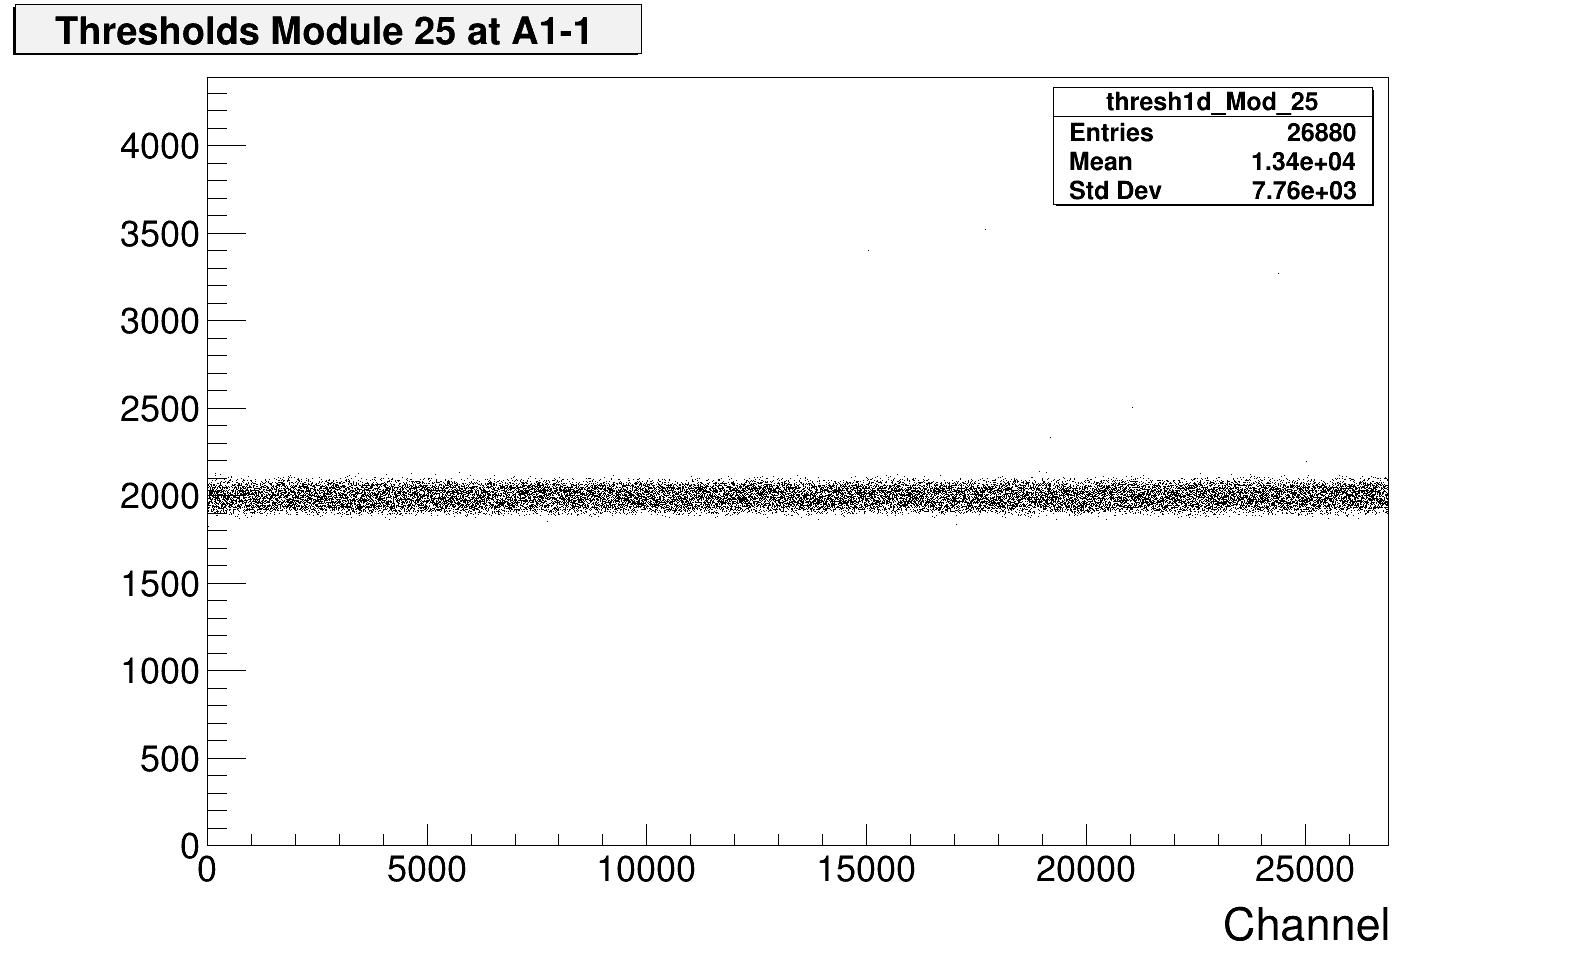 Thresholds Module 25 at A1-1
thresh1d_Mod_25
Entries 26880
Mean 1.34e+04
Std Dev 7.76e+03
4000
3500
3000
2500
2000
1500
1000
500
0
0 5000 10000 15000 20000 25000
Channel